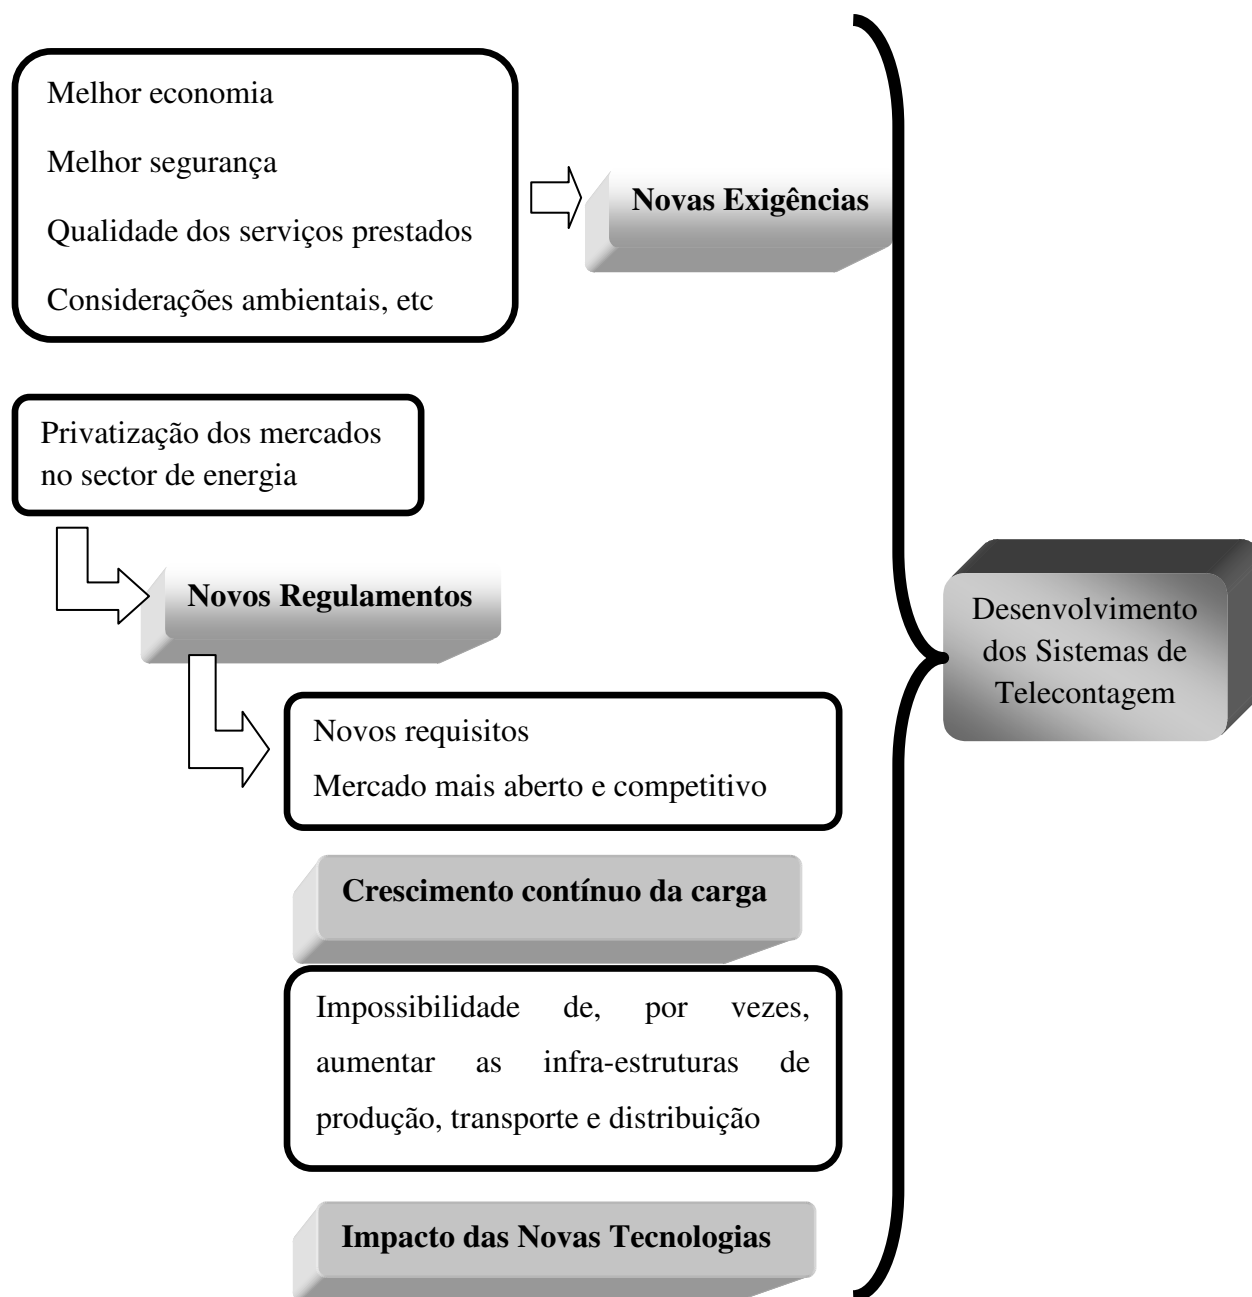 Melhor economia
Melhor segurança
Qualidade dos serviços prestados
Considerações ambientais, etc
Novas Exigências
Privatização dos mercados
no sector de energia
Novos Regulamentos
Novos requisitos
Mercado mais aberto e competitivo
Crescimento contínuo da carga
Impossibilidade de, por vezes,
aumentar as infra-estruturas de
produção, transporte e distribuição
Impacto das Novas Tecnologias
Desenvolvimento
dos Sistemas de
Telecontagem